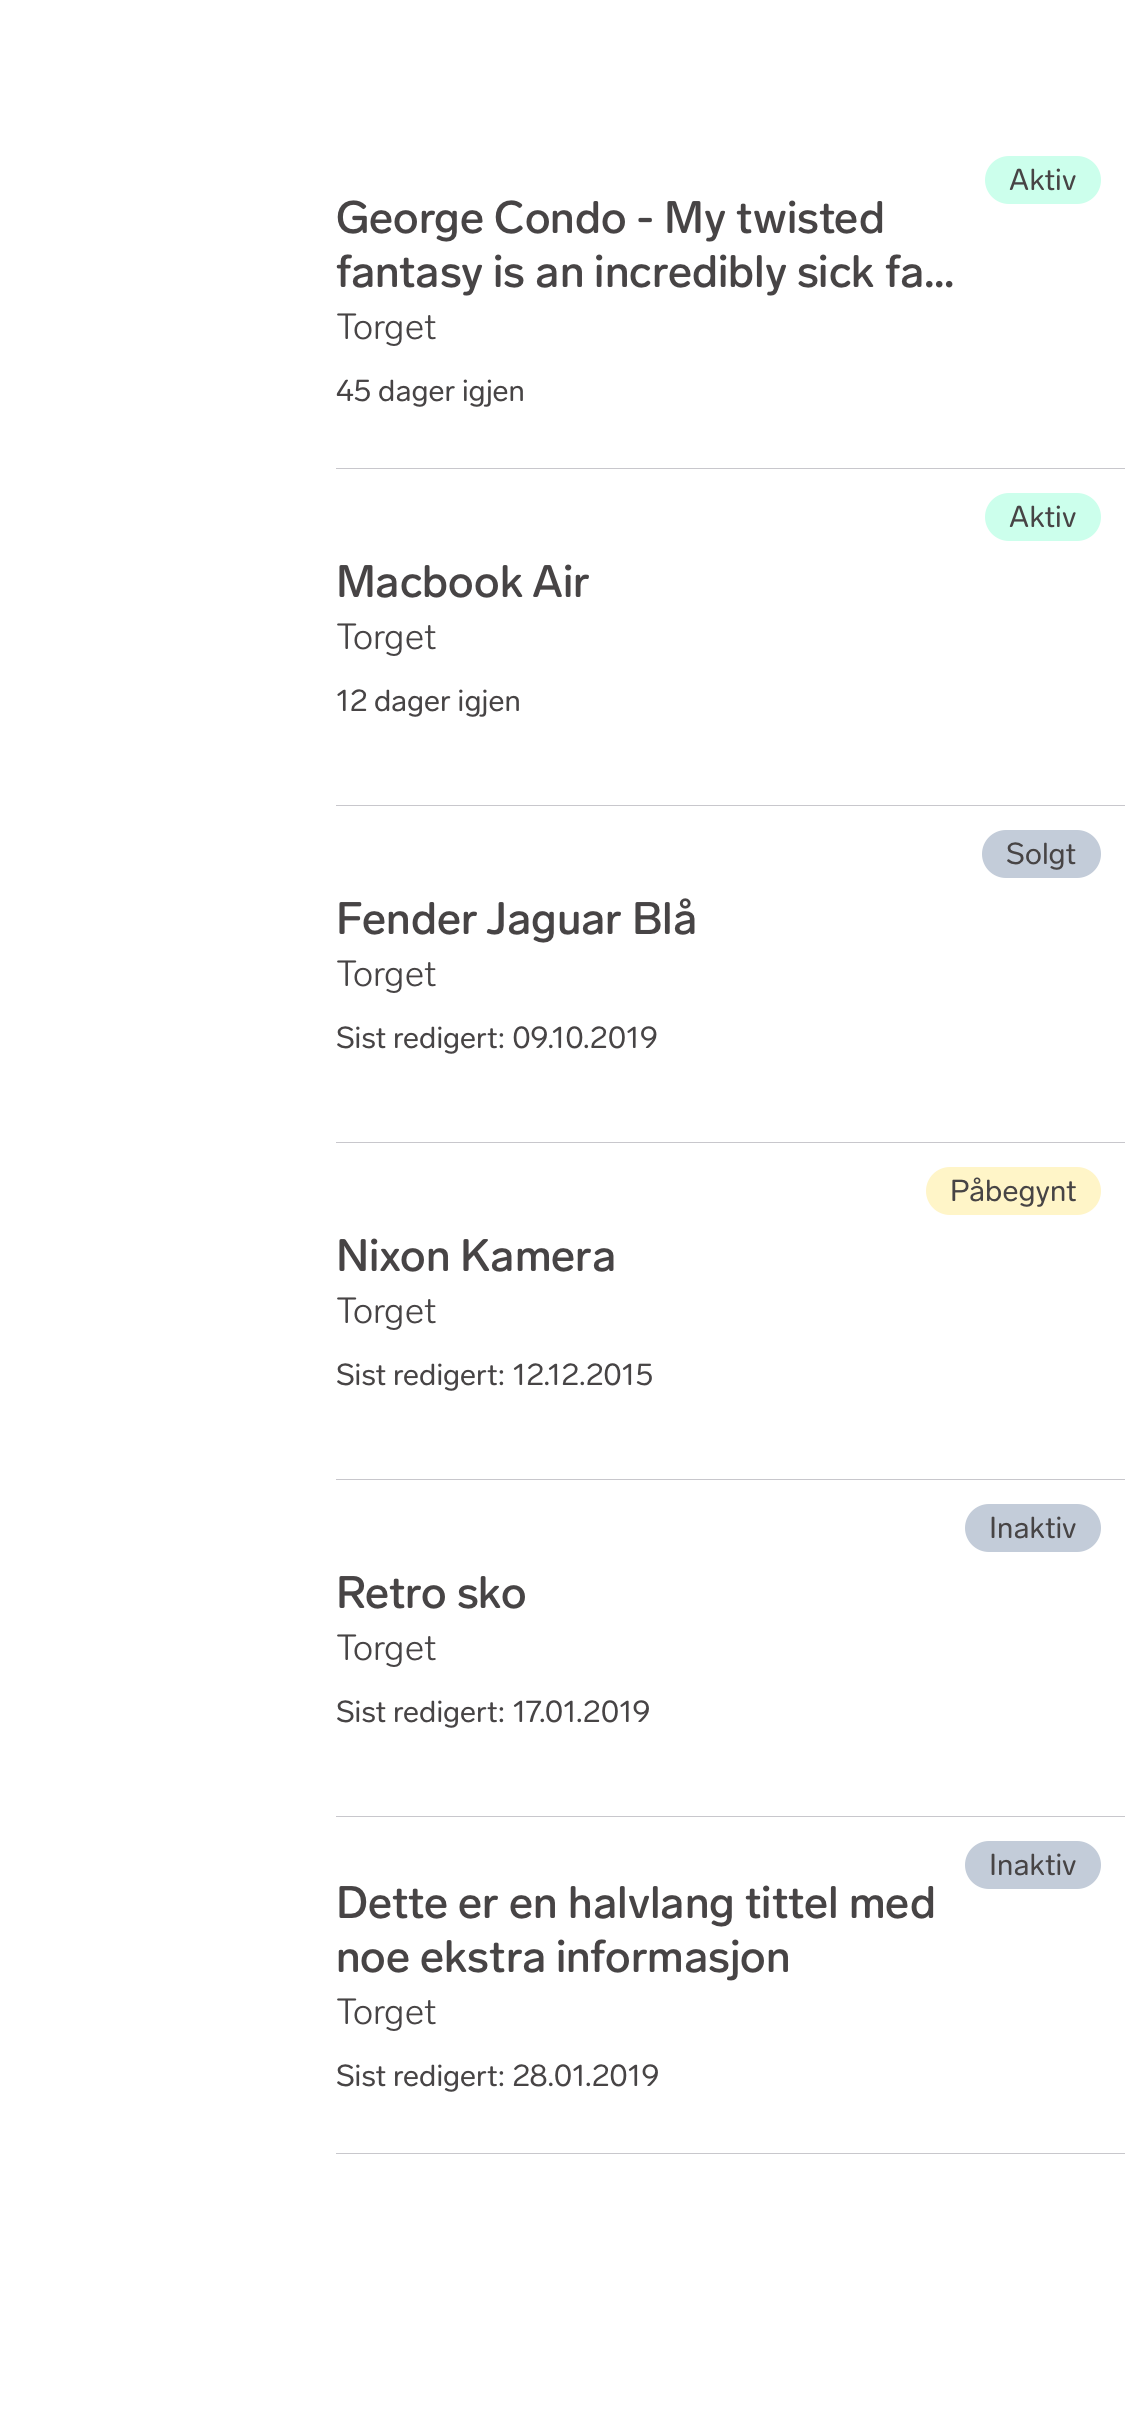 Aktiv
George Condo - My twisted
fantasy is an incredibly sick fa...
Torget
45 dager igjen
Aktiv
Macbook Air
Torget
12 dager igjen
Solgt
Fender Jaguar Blå
Torget
Sist redigert: 09.10.2019
Påbegynt
Nixon Kamera
Torget
Sist redigert: 12.12.2015
Inaktiv
Retro sko
Torget
Sist redigert: 17.01.2019
Inaktiv
Dette er en halvlang tittel med
noe ekstra informasjon
Torget
Sist redigert: 28.01.2019